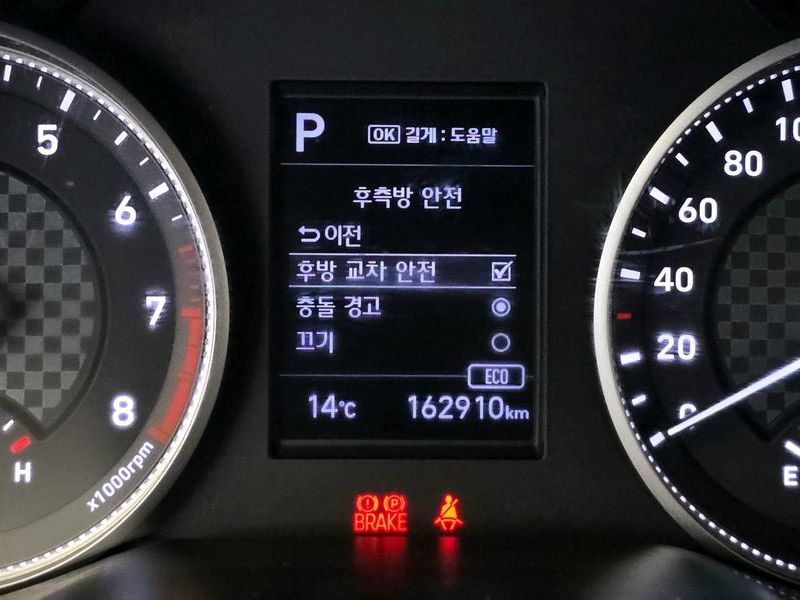 P
OK 길게 : 도움말
후측방 안전
이전
후방 교차 안전
충돌 경고
끄기
ECO
14℃ 162910km
5
6
7
8
H
x1000rpm
100
80
60
40
20
0
E
P
BRAKE